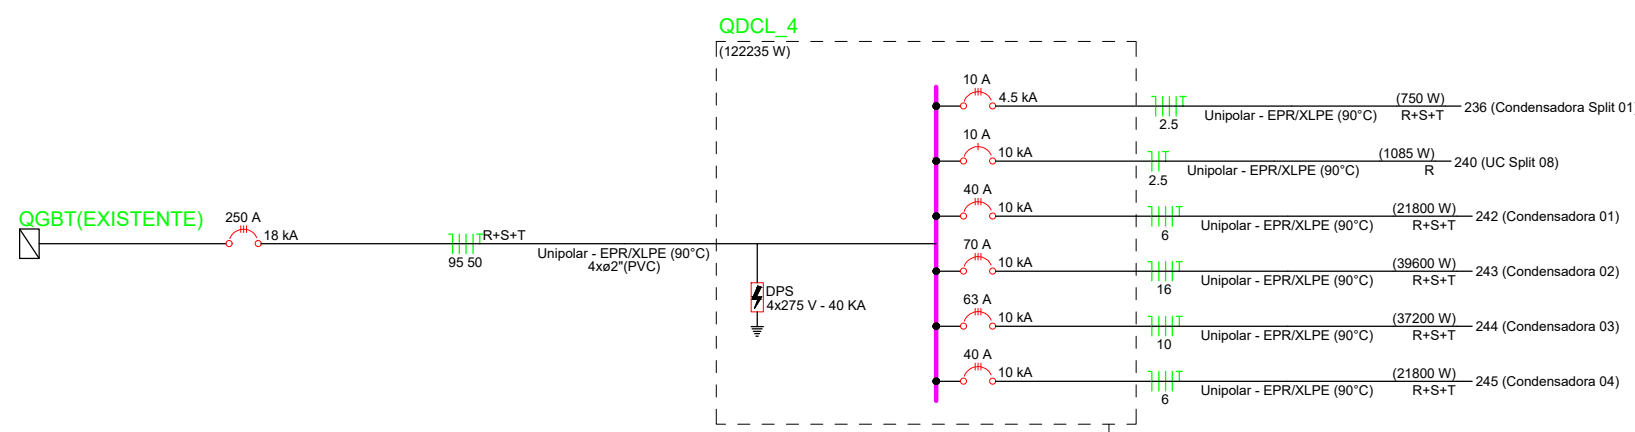 QDCL_4
(122235 W)
10 A
4.5 kA
2.5
Unipolar - EPR/XLPE (90°C)
(750 W)
R+S+T
236 (Condensadora Split 01
10 A
10 kA
2.5
Unipolar - EPR/XLPE (90°C)
(1085 W)
R
240 (UC Split 08)
40 A
10 kA
6
Unipolar - EPR/XLPE (90°C)
(21800 W)
R+S+T
242 (Condensadora 01)
QGBT(EXISTENTE)
250 A
18 kA
95 50
R+S+T
Unipolar - EPR/XLPE (90°C)
4xø2"(PVC)
DPS
4x275 V - 40 KA
70 A
10 kA
16
Unipolar - EPR/XLPE (90°C)
(39600 W)
R+S+T
243 (Condensadora 02)
63 A
10 kA
10
Unipolar - EPR/XLPE (90°C)
(37200 W)
R+S+T
244 (Condensadora 03)
40 A
10 kA
6
Unipolar - EPR/XLPE (90°C)
(21800 W)
R+S+T
245 (Condensadora 04)